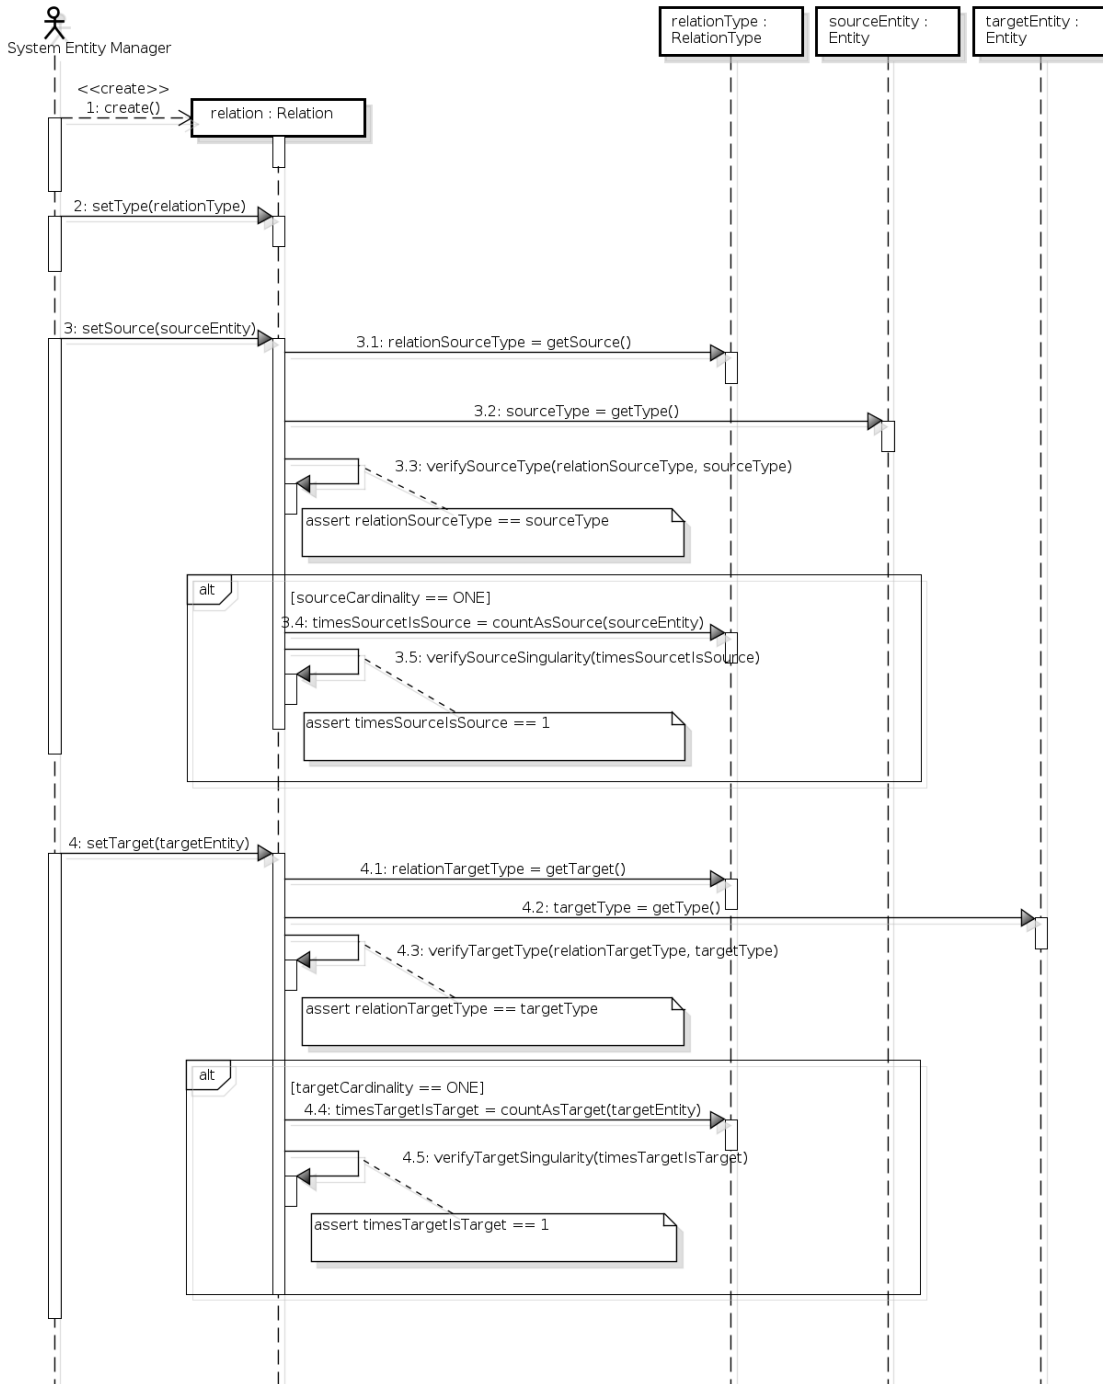 System Entity Manager
relationType :
RelationType
sourceEntity :
Entity
targetEntity :
Entity
<<create>>
1: create()
relation : Relation
2: setType(relationType)
3: setSource(sourceEntity)
3.1: relationSourceType = getSource()
3.2: sourceType = getType()
3.3: verifySourceType(relationSourceType, sourceType)
assert relationSourceType == sourceType
alt
[sourceCardinality == ONE]
3.4: timesSourcetIsSource = countAsSource(sourceEntity)
3.5: verifySourceSingularity(timesSourcetIsSource)
assert timesSourceIsSource == 1
4: setTarget(targetEntity)
4.1: relationTargetType = getTarget()
4.2: targetType = getType()
4.3: verifyTargetType(relationTargetType, targetType)
assert relationTargetType == targetType
alt
[targetCardinality == ONE]
4.4: timesTargetIsTarget = countAsTarget(targetEntity)
4.5: verifyTargetSingularity(timesTargetIsTarget)
assert timesTargetIsTarget == 1